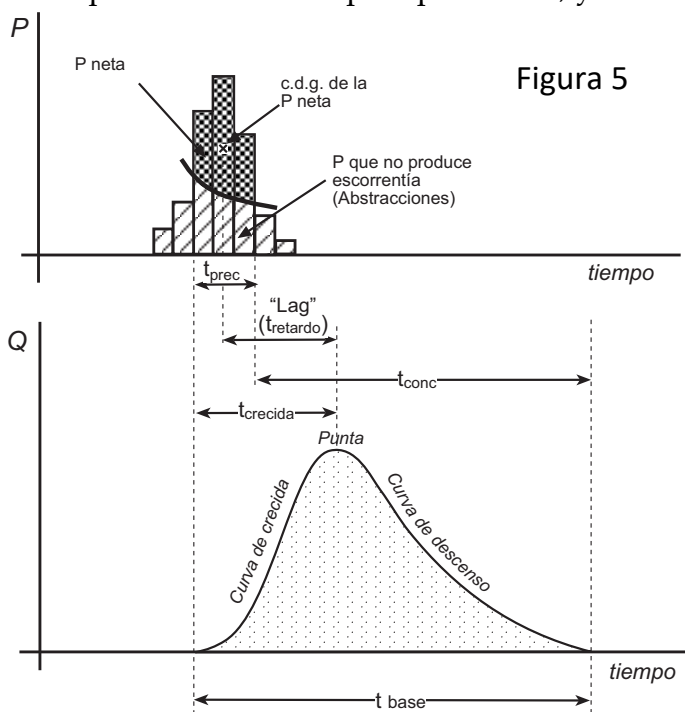 P
Figura 5
P neta
c.d.g. de la
P neta
P que no produce
escorrentía
(Abstracciones)
tiempo
tprec
“Lag”
(tretardo)
Q
tconc
tcrecida
Punta
Curva de crecida
Curva de descenso
tiempo
t base